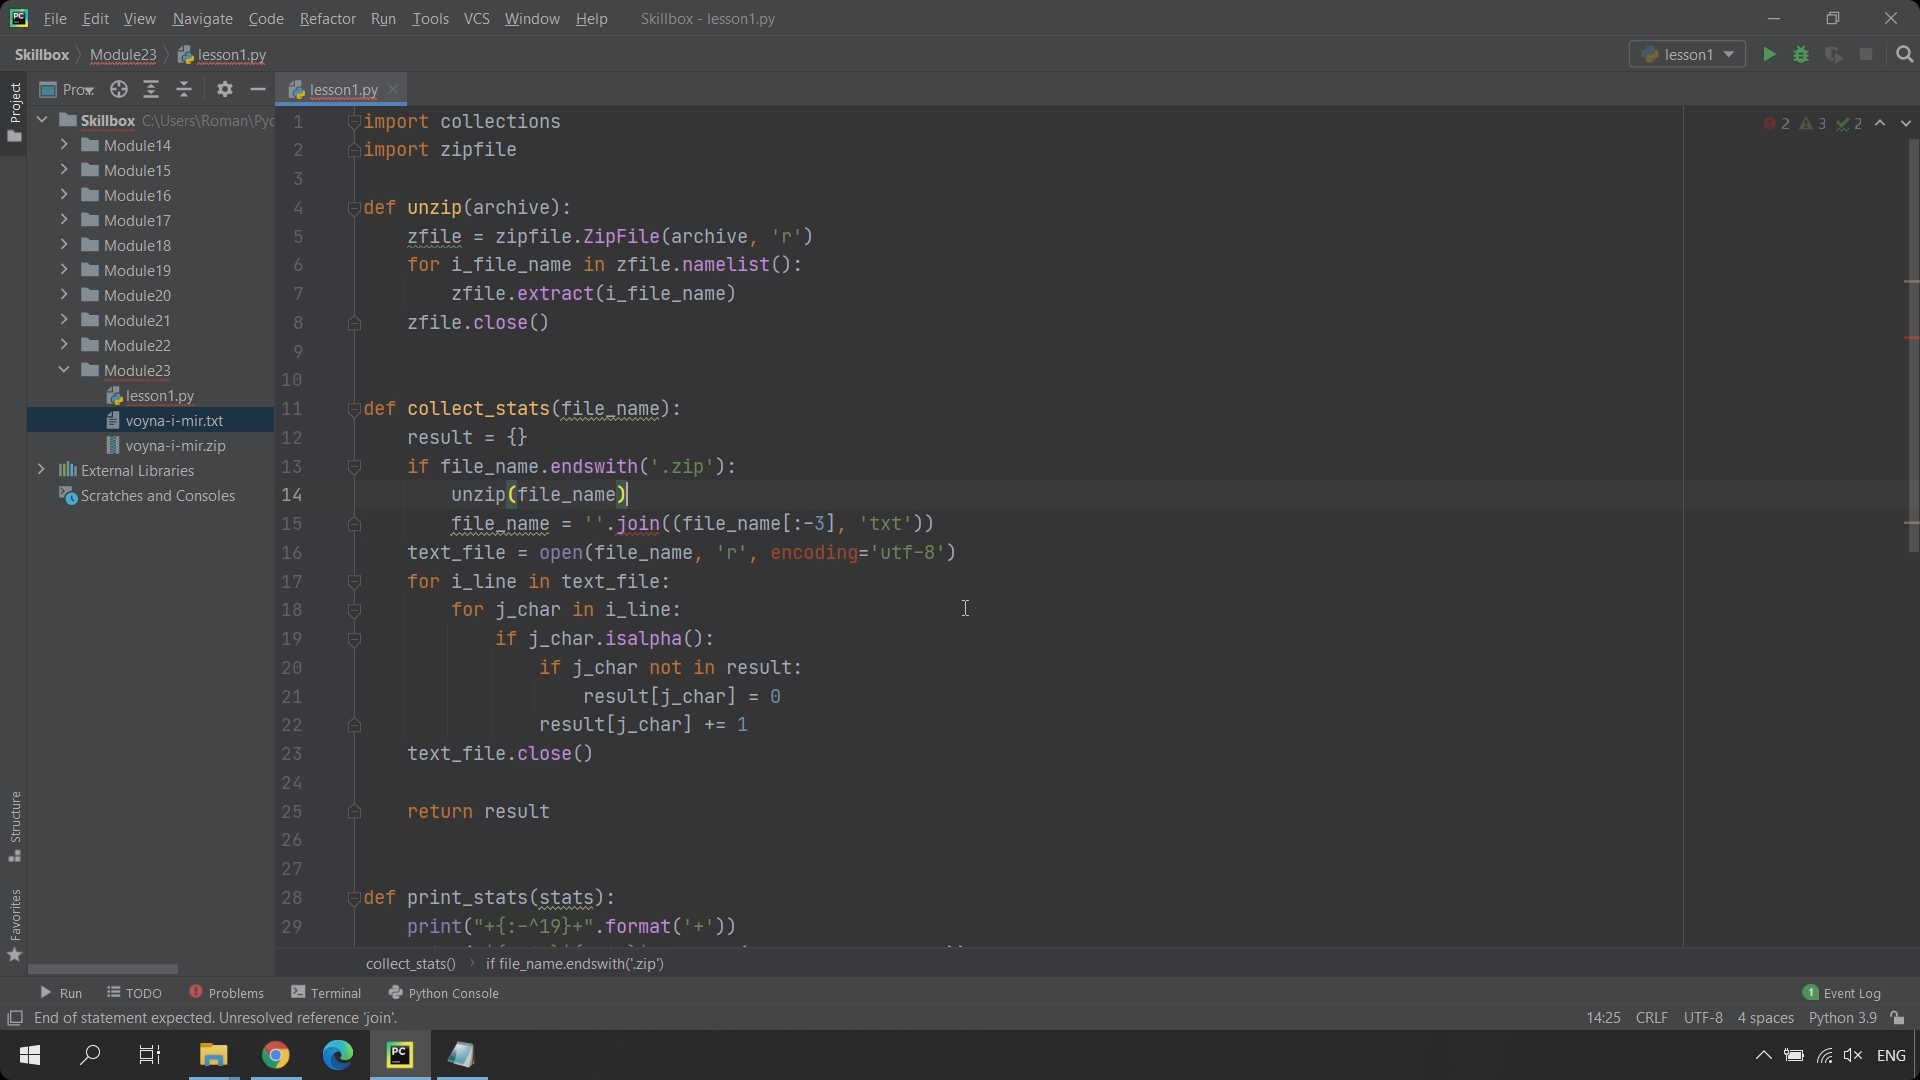 File Edit View Navigate Code Refactor Run Tools VCS Window Help Skillbox - lesson1.py
Skillbox Module23 lesson1.py lesson1
Project Pro... lesson1.py
Skillbox C:\Users\Roman\Pyc
Module14
Module15
Module16
Module17
Module18
Module19
Module20
Module21
Module22
Module23
lesson1.py
voyna-i-mir.txt
voyna-i-mir.zip
External Libraries
Scratches and Consoles
Structure
Favorites
2 3 2
1 import collections
2 import zipfile
3
4 def unzip(archive):
5 zfile = zipfile.ZipFile(archive, 'r')
6 for i_file_name in zfile.namelist():
7 zfile.extract(i_file_name)
8 zfile.close()
9
10
11 def collect_stats(file_name):
12 result = {}
13 if file_name.endswith('.zip'):
14 unzip(file_name)
15 file_name = ''.join((file_name[:-3], 'txt'))
16 text_file = open(file_name, 'r', encoding='utf-8')
17 for i_line in text_file:
18 for j_char in i_line:
19 if j_char.isalpha():
20 if j_char not in result:
21 result[j_char] = 0
22 result[j_char] += 1
23 text_file.close()
24
25 return result
26
27
28 def print_stats(stats):
29 print("+{:-^19}+".format('+'))
collect_stats() if file_name.endswith('.zip')
Run TODO Problems Terminal Python Console 1 Event Log
End of statement expected. Unresolved reference 'join'. 14:25 CRLF UTF-8 4 spaces Python 3.9
PC ENG